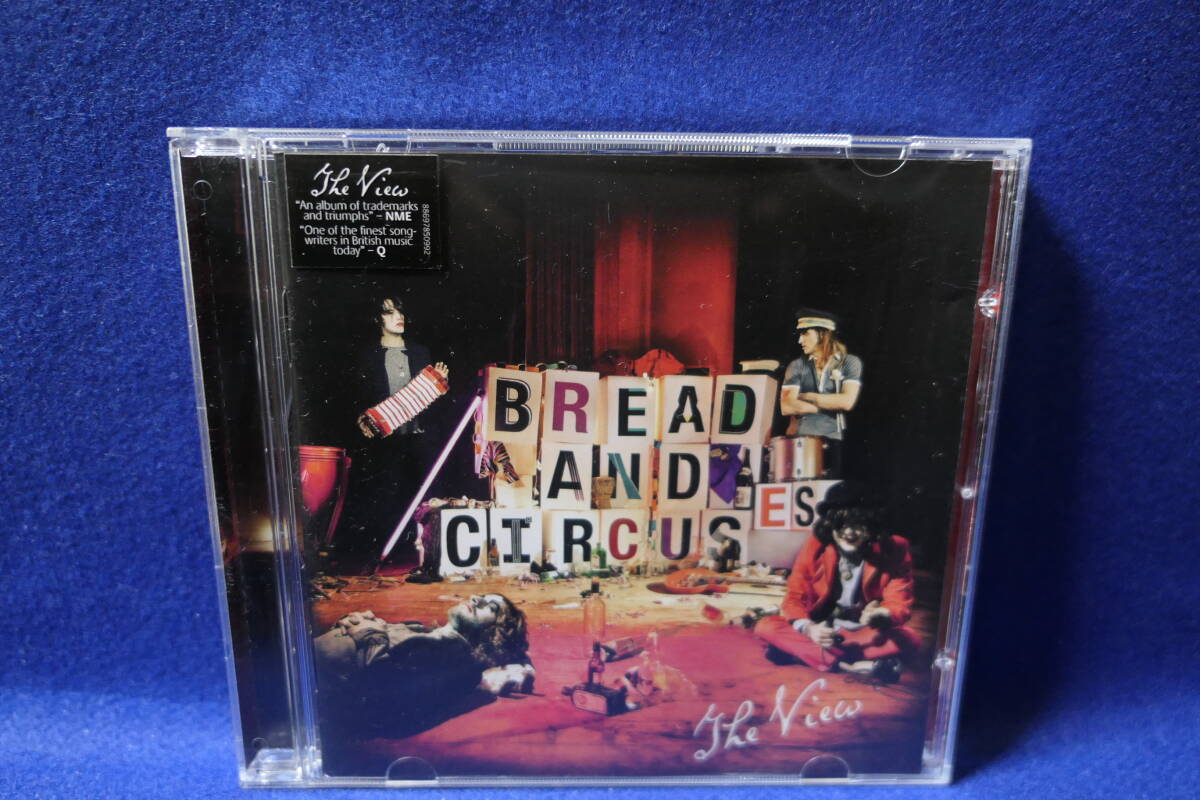 The View
"An album of trademarks
and triumphs" – NME
"One of the finest song-
writers in British music
today" – Q
88697850992
BREAD
AND
CIRCUSES
The View